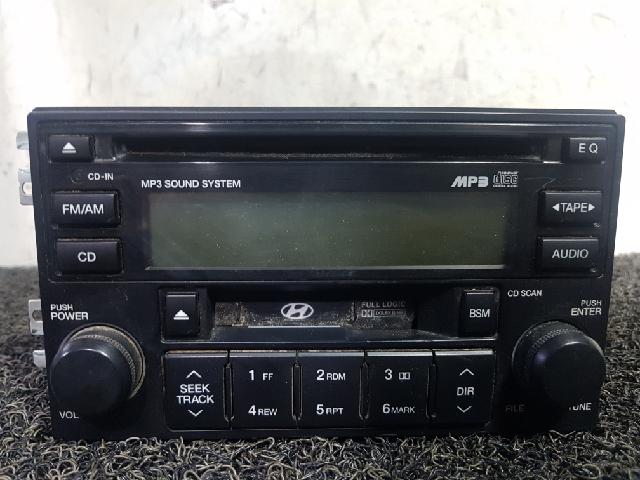 EQ
CD-IN
MP3 SOUND SYSTEM
MP3
DISC
FM/AM
TAPE
CD
AUDIO
CD SCAN
PUSH
POWER
FULL LOGIC
BSM
PUSH
ENTER
SEEK
TRACK
1 FF
2 RDM
3
DIR
4 REW
5 RPT
6 MARK
VOL
FILE
TUNE